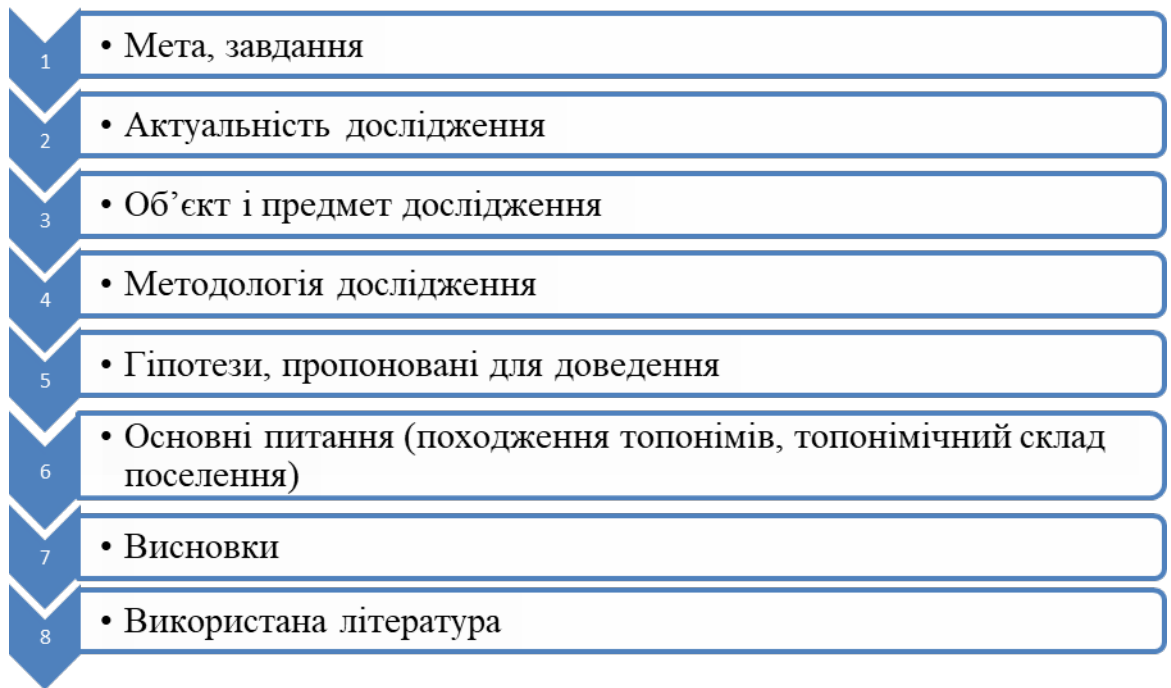 1
• Мета, завдання
2
• Актуальність дослідження
3
• Об’єкт і предмет дослідження
4
• Методологія дослідження
5
• Гіпотези, пропоновані для доведення
6
• Основні питання (походження топонімів, топонімічний склад
поселення)
7
• Висновки
8
• Використана література